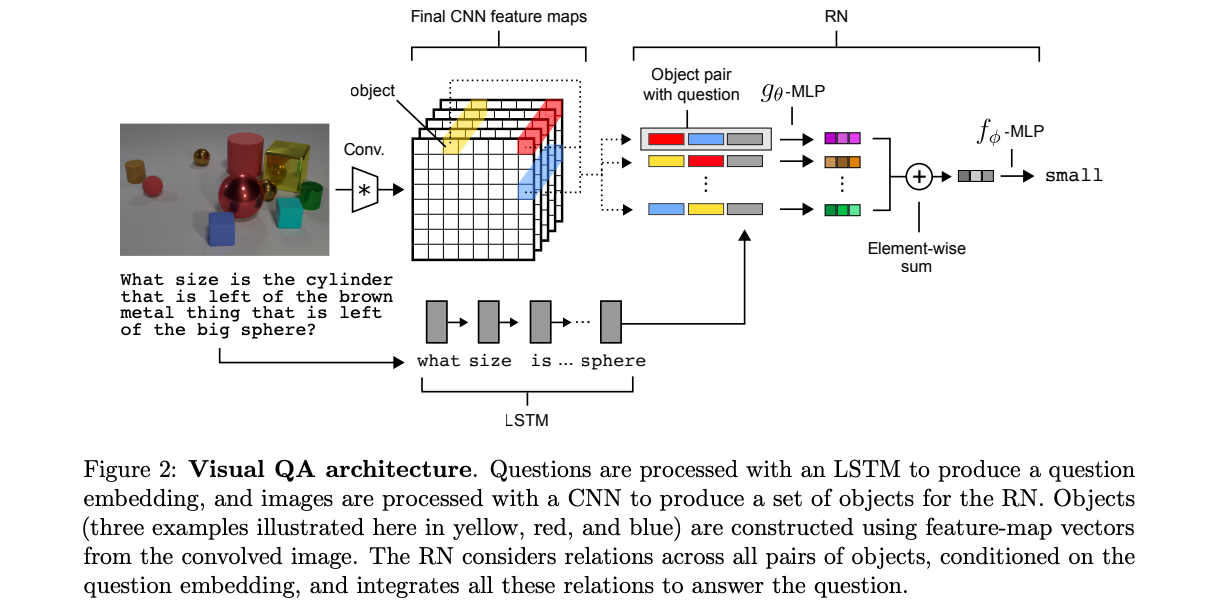 Final CNN feature maps
RN
object
Object pair
with question
gθ-MLP
fϕ-MLP
Conv.
*
+
small
Element-wise
sum
What size is the cylinder
that is left of the brown
metal thing that is left
of the big sphere?
...
what size is ... sphere
LSTM
Figure 2: Visual QA architecture. Questions are processed with an LSTM to produce a question
embedding, and images are processed with a CNN to produce a set of objects for the RN. Objects
(three examples illustrated here in yellow, red, and blue) are constructed using feature-map vectors
from the convolved image. The RN considers relations across all pairs of objects, conditioned on the
question embedding, and integrates all these relations to answer the question.